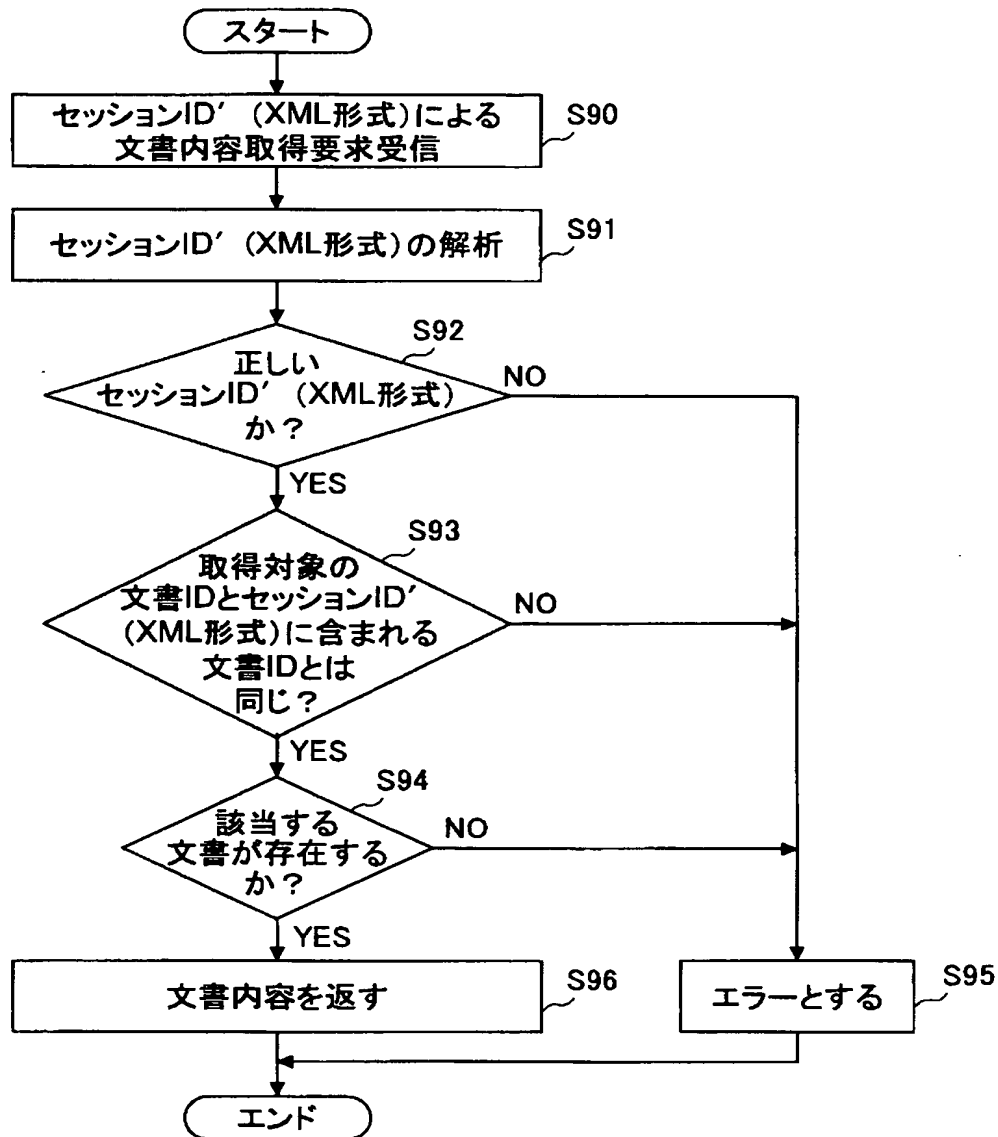 スタート
セッションID′ (XML形式)による
文書内容取得要求受信
S90
セッションID′ (XML形式)の解析
S91
S92
正しい
セッションID′ (XML形式)
か？
NO
YES
S93
取得対象の
文書IDとセッションID′
(XML形式)に含まれる
文書IDとは
同じ？
NO
YES
S94
該当する
文書が存在する
か？
NO
YES
文書内容を返す
S96
エラーとする
S95
エンド